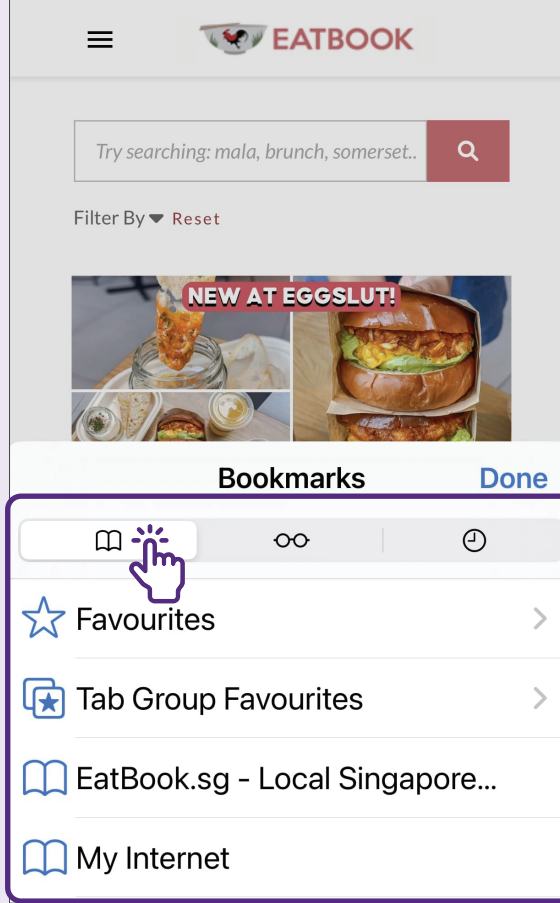 EATBOOK
Try searching: mala, brunch, somerset..
Filter By Reset
NEW AT EGGSLUT!
Bookmarks Done
Favourites
Tab Group Favourites
EatBook.sg - Local Singapore...
My Internet